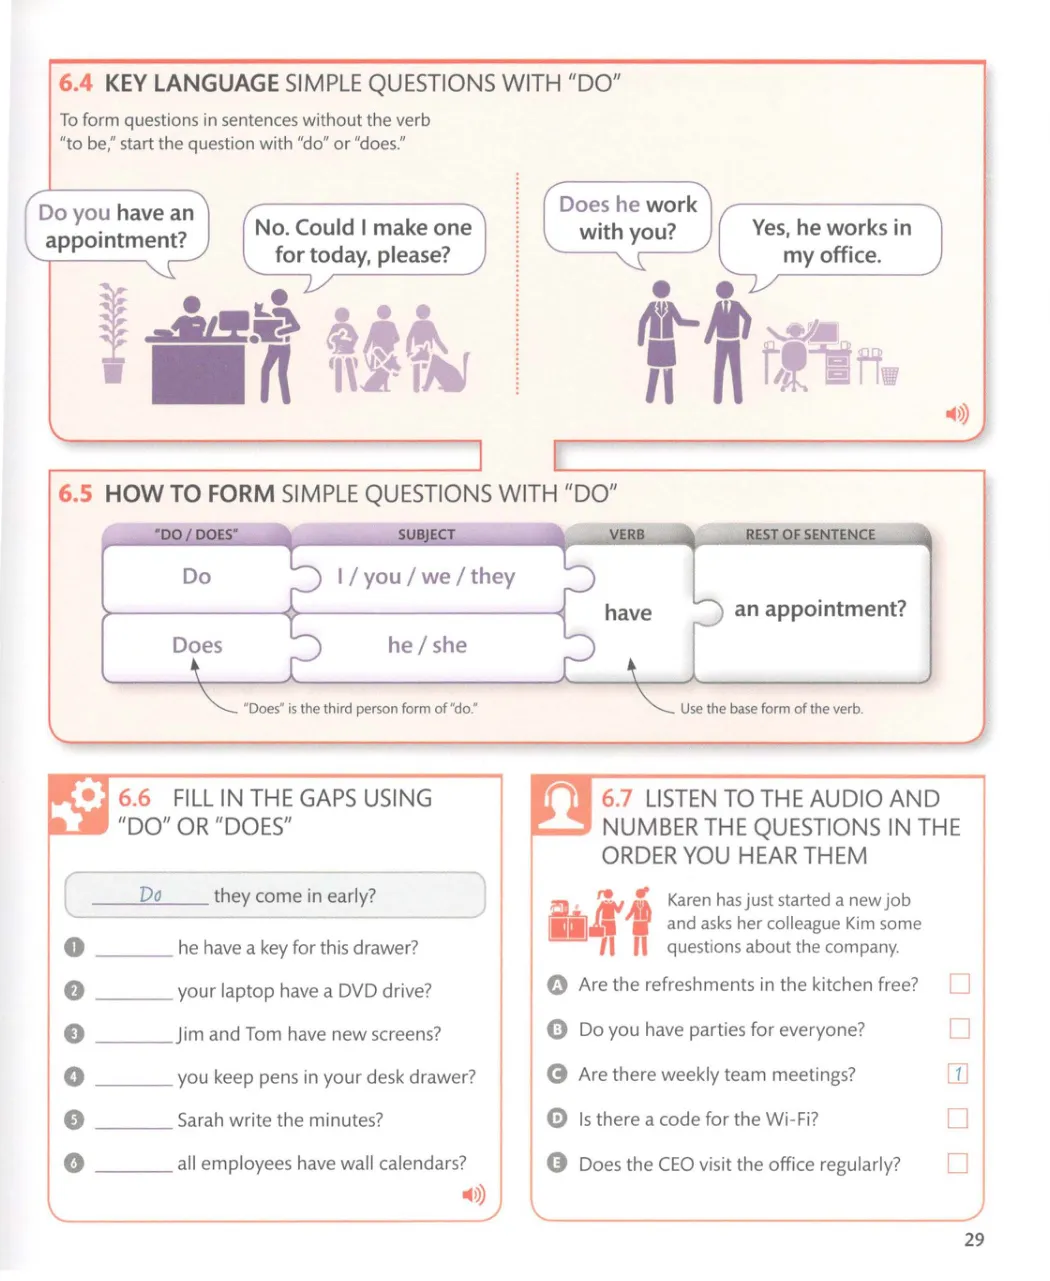 6.4 KEY LANGUAGE SIMPLE QUESTIONS WITH "DO"
To form questions in sentences without the verb
"to be," start the question with "do" or "does."
Do you have an
appointment?
No. Could I make one
for today, please?
Does he work
with you?
Yes, he works in
my office.
6.5 HOW TO FORM SIMPLE QUESTIONS WITH "DO"
"DO / DOES" SUBJECT VERB REST OF SENTENCE
Do I / you / we / they
have an appointment?
Does he / she
"Does" is the third person form of "do." Use the base form of the verb.
6.6 FILL IN THE GAPS USING
"DO" OR "DOES"
Do they come in early?
1 ________ he have a key for this drawer?
2 ________ your laptop have a DVD drive?
3 ________ Jim and Tom have new screens?
4 ________ you keep pens in your desk drawer?
5 ________ Sarah write the minutes?
6 ________ all employees have wall calendars?
6.7 LISTEN TO THE AUDIO AND
NUMBER THE QUESTIONS IN THE
ORDER YOU HEAR THEM
Karen has just started a new job
and asks her colleague Kim some
questions about the company.
A Are the refreshments in the kitchen free?
B Do you have parties for everyone?
C Are there weekly team meetings? 1
D Is there a code for the Wi-Fi?
E Does the CEO visit the office regularly?
29